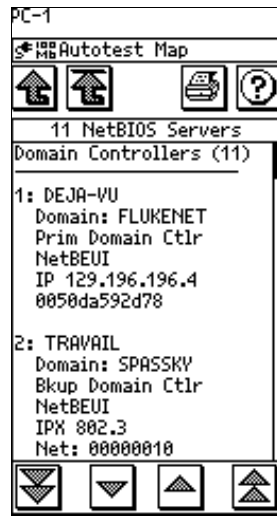 PC-1
Autotest Map
?
11 NetBIOS Servers
Domain Controllers (11)
1: DEJA-VU
Domain: FLUKENET
Prim Domain Ctlr
NetBEUI
IP 129.196.196.4
0050da592d78
2: TRAVAIL
Domain: SPASSKY
Bkup Domain Ctlr
NetBEUI
IPX 802.3
Net: 00000010